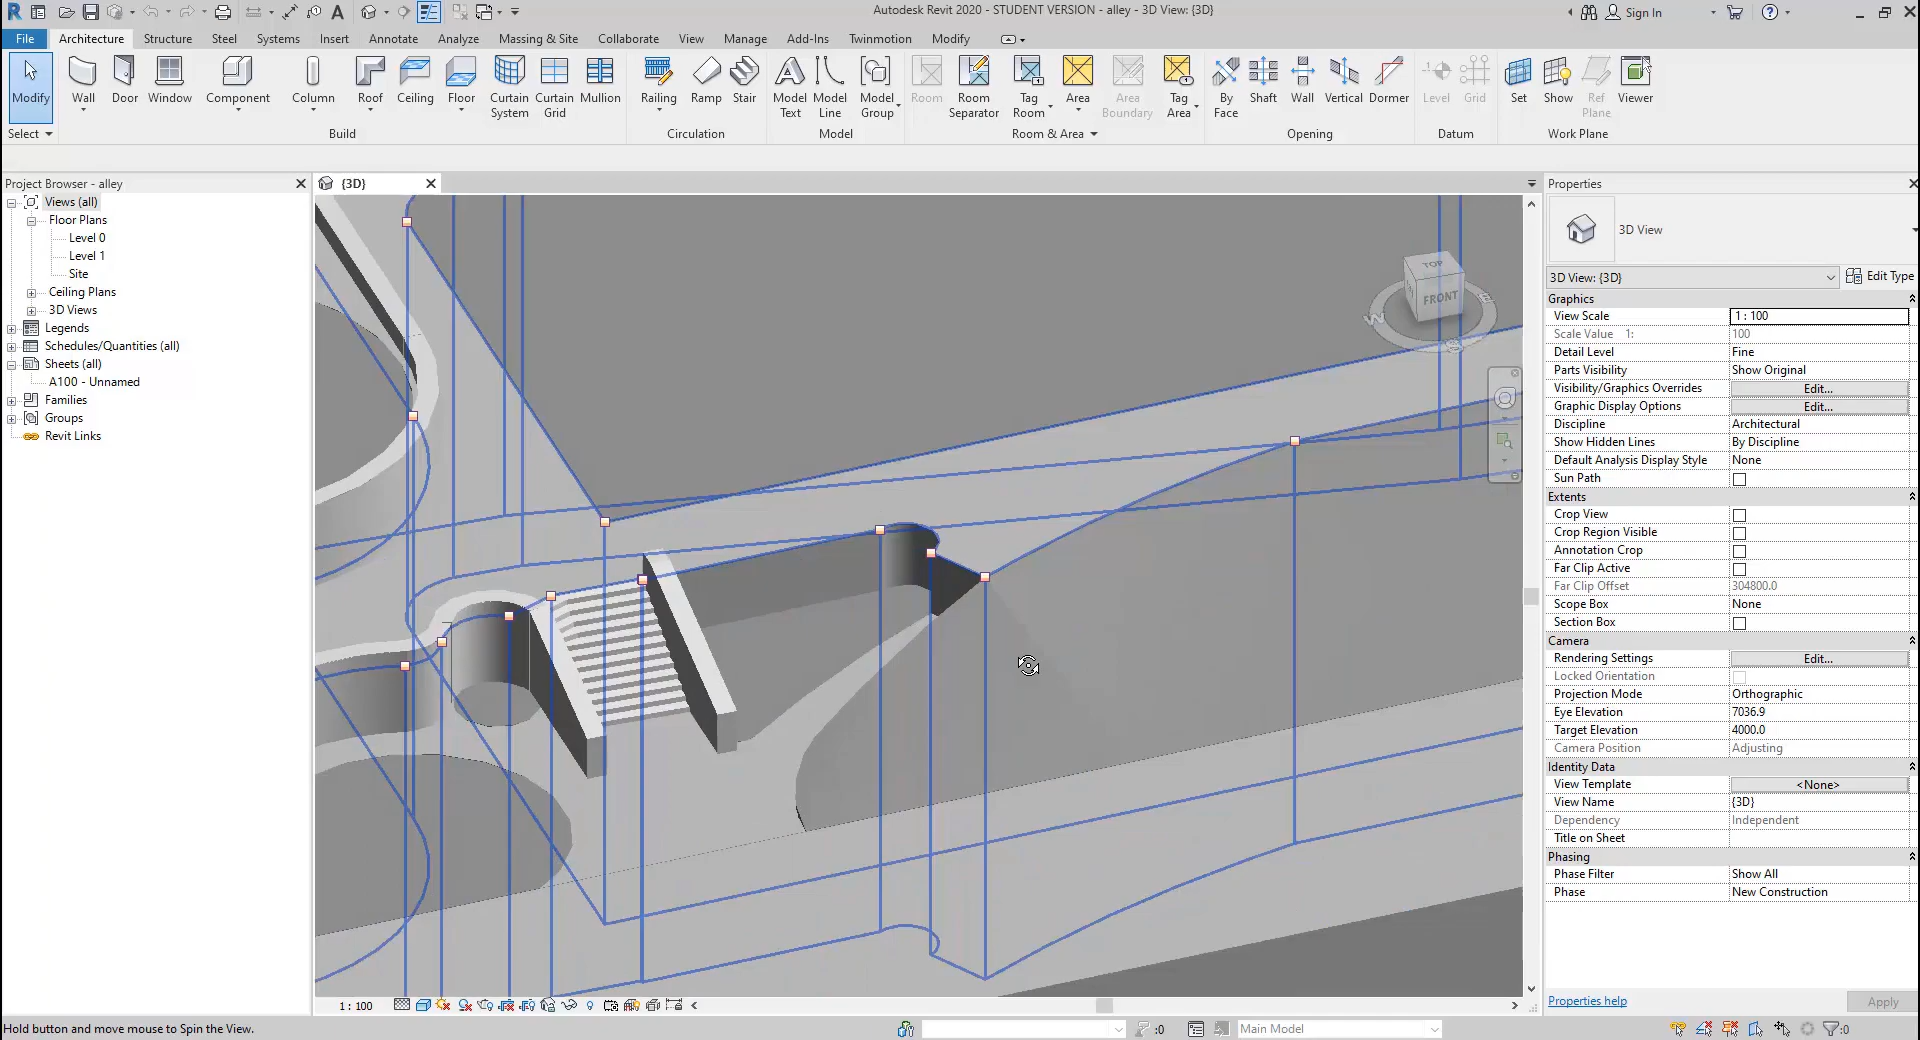 Autodesk Revit 2020 - STUDENT VERSION - alley - 3D View: {3D}
Sign In
File Architecture Structure Steel Systems Insert Annotate Analyze Massing & Site Collaborate View Manage Add-Ins Twinmotion Modify
Modify
Wall Door Window Component Column Roof Ceiling Floor Curtain System Curtain Grid Mullion
Railing Ramp Stair
Model Text Model Line Model Group
Room Room Separator Tag Room Area Area Boundary Tag Area
By Face Shaft Wall Vertical Dormer
Level Grid
Set Show Ref Plane Viewer
Select Build Circulation Model Room & Area Opening Datum Work Plane
Project Browser - alley
Views (all)
Floor Plans
Level 0
Level 1
Site
Ceiling Plans
3D Views
Legends
Schedules/Quantities (all)
Sheets (all)
A100 - Unnamed
Families
Groups
Revit Links
{3D}
TOP
FRONT
W
Properties
3D View
3D View: {3D} Edit Type
Graphics
View Scale 1 : 100
Scale Value 1: 100
Detail Level Fine
Parts Visibility Show Original
Visibility/Graphics Overrides Edit...
Graphic Display Options Edit...
Discipline Architectural
Show Hidden Lines By Discipline
Default Analysis Display Style None
Sun Path
Extents
Crop View
Crop Region Visible
Annotation Crop
Far Clip Active
Far Clip Offset 304800.0
Scope Box None
Section Box
Camera
Rendering Settings Edit...
Locked Orientation
Projection Mode Orthographic
Eye Elevation 7036.9
Target Elevation 4000.0
Camera Position Adjusting
Identity Data
View Template <None>
View Name {3D}
Dependency Independent
Title on Sheet
Phasing
Phase Filter Show All
Phase New Construction
Properties help Apply
1 : 100
Hold button and move mouse to Spin the View.
:0
Main Model
:0